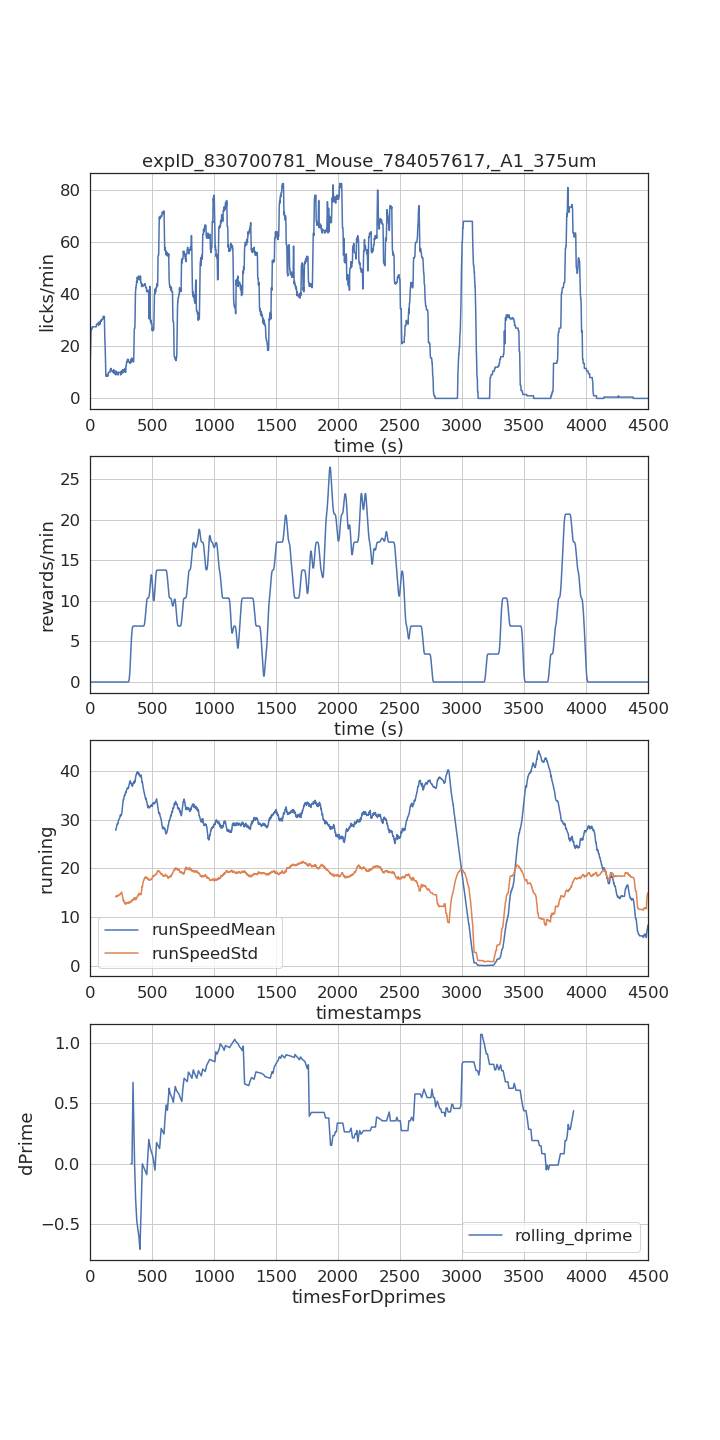 expID_830700781_Mouse_784057617,_A1_375um
80
60
40
20
0
licks/min
0 500 1000 1500 2000 2500 3000 3500 4000 4500
time (s)
25
20
15
10
5
0
rewards/min
0 500 1000 1500 2000 2500 3000 3500 4000 4500
time (s)
40
30
20
10
0
running
runSpeedMean
runSpeedStd
0 500 1000 1500 2000 2500 3000 3500 4000 4500
timestamps
1.0
0.5
0.0
−0.5
dPrime
rolling_dprime
0 500 1000 1500 2000 2500 3000 3500 4000 4500
timesForDprimes